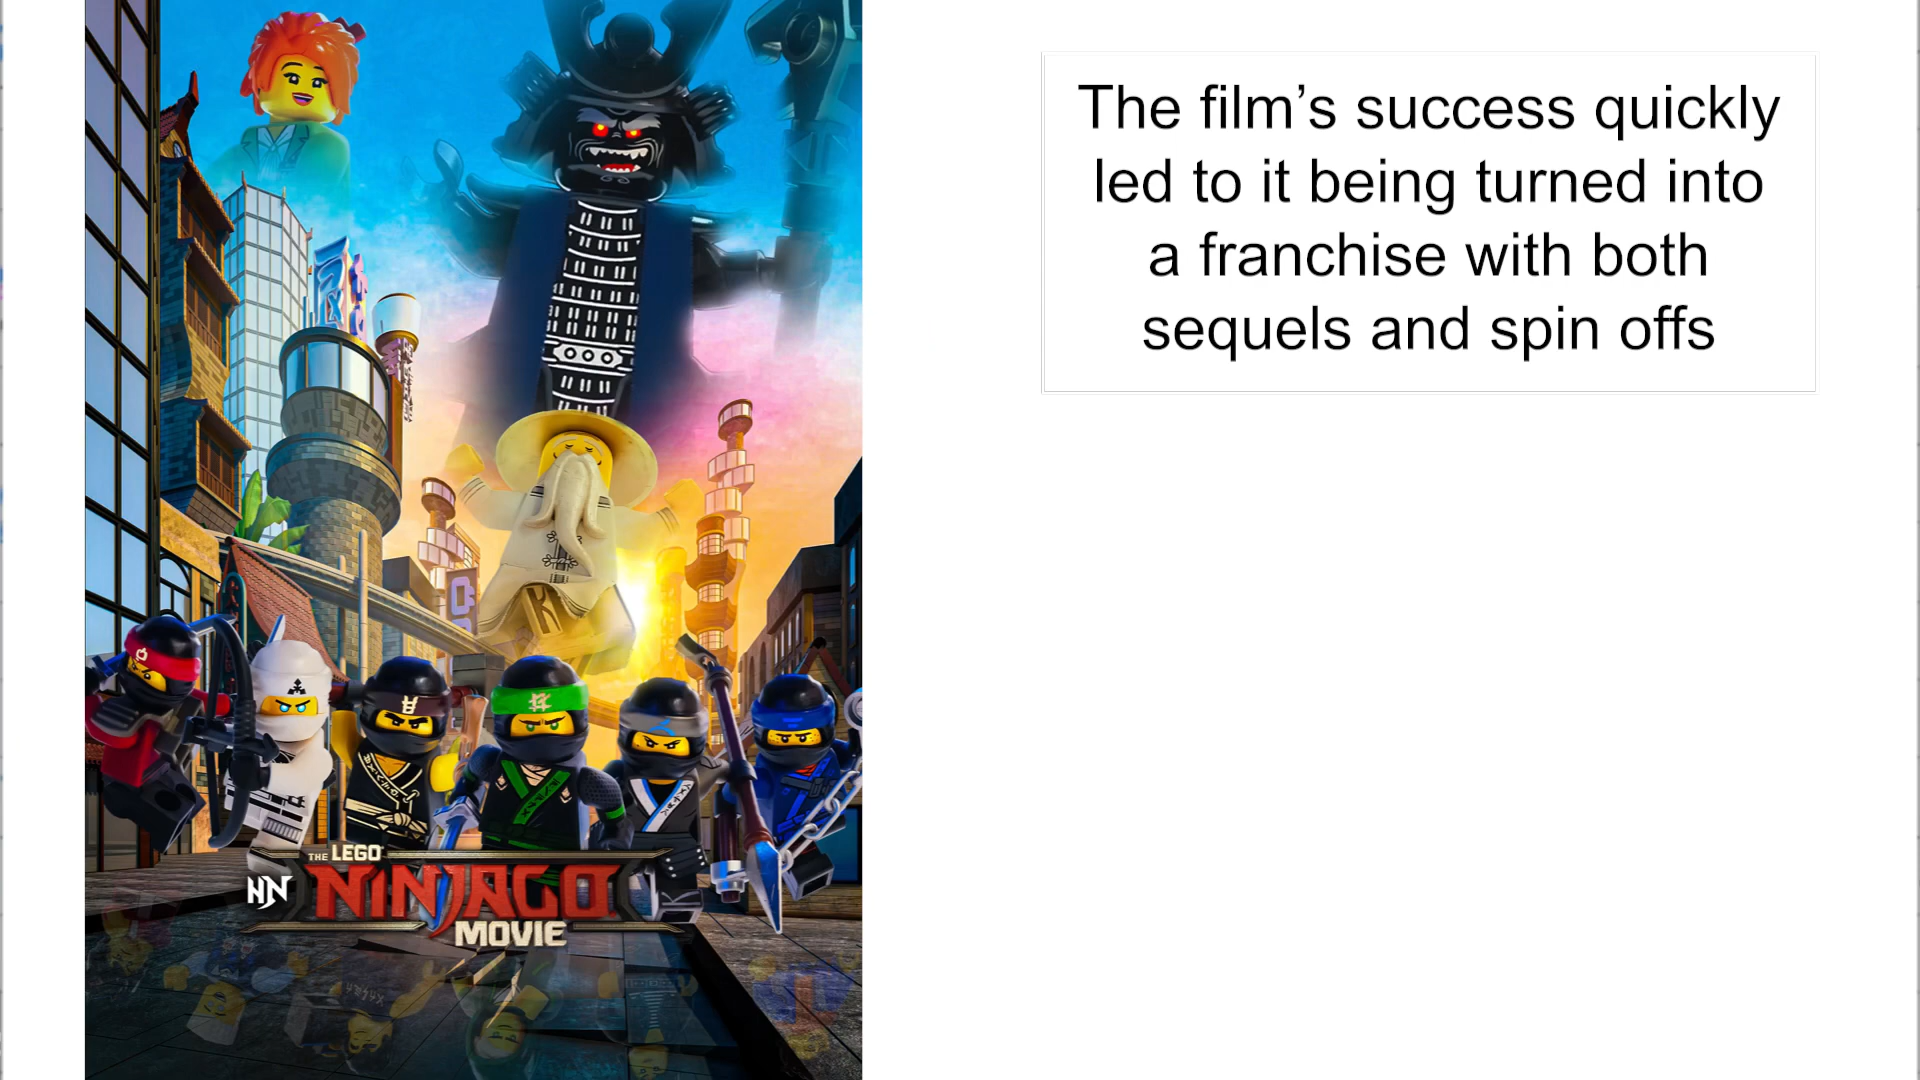 The film’s success quickly
led to it being turned into
a franchise with both
sequels and spin offs
THE LEGO
NINJAGO
MOVIE